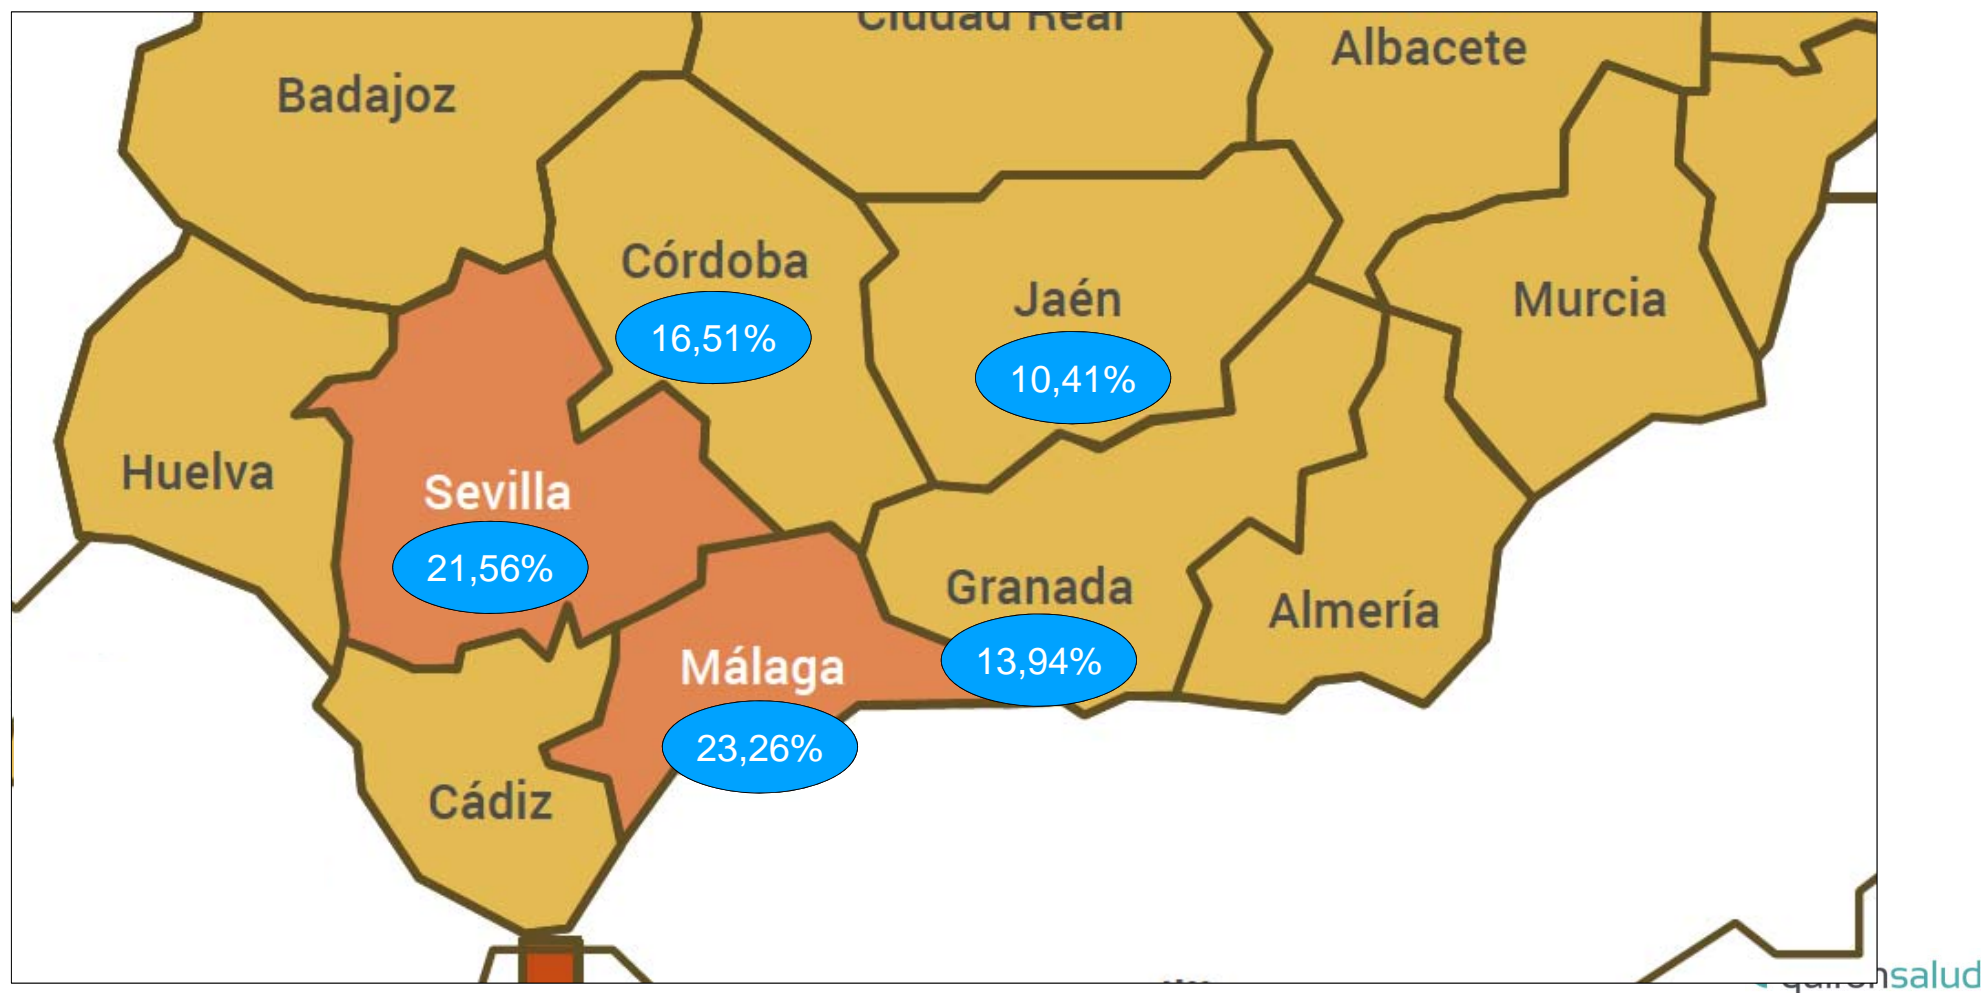 Ciudad Real
Albacete
Badajoz
Córdoba
16,51%
Jaén
10,41%
Murcia
Huelva
Sevilla
21,56%
Granada
13,94%
Almería
Málaga
23,26%
Cádiz
quirónsalud